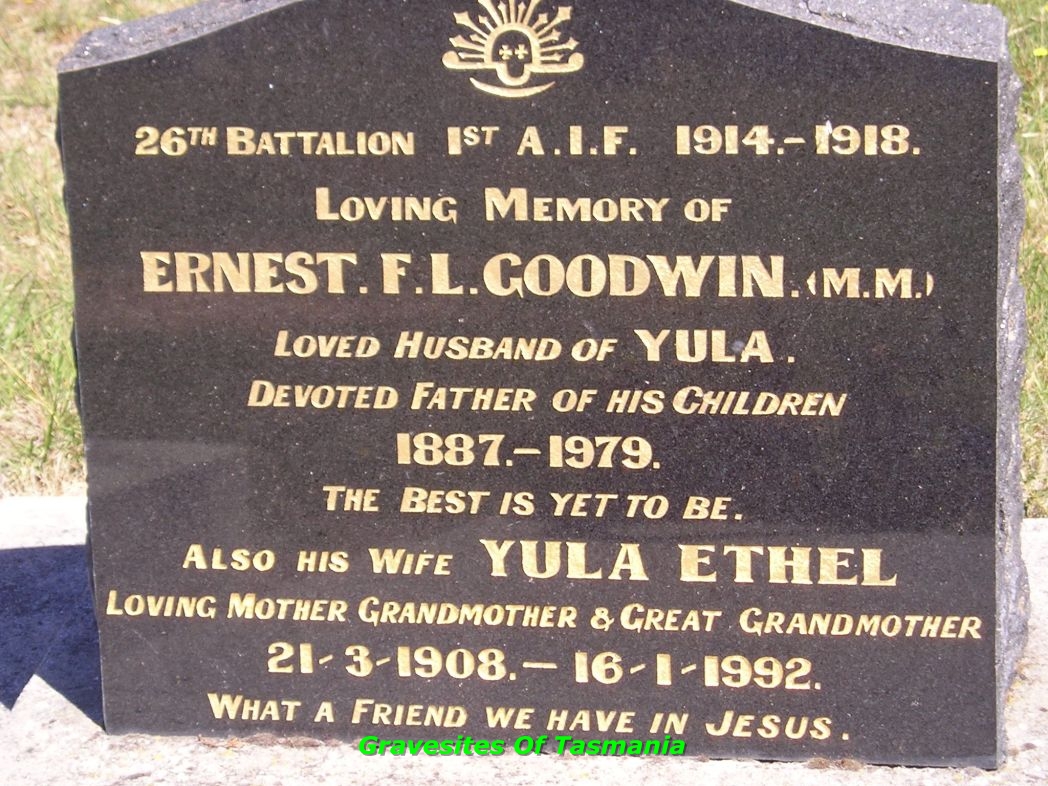 26TH BATTALION 1ST A.I.F. 1914.-1918.
LOVING MEMORY OF
ERNEST. F.L. GOODWIN. (M.M.)
LOVED HUSBAND OF YULA.
DEVOTED FATHER OF HIS CHILDREN
1887.-1979.
THE BEST IS YET TO BE.
ALSO HIS WIFE YULA ETHEL
LOVING MOTHER GRANDMOTHER & GREAT GRANDMOTHER
21-3-1908.-16-1-1992.
WHAT A FRIEND WE HAVE IN JESUS.
Gravesites Of Tasmania